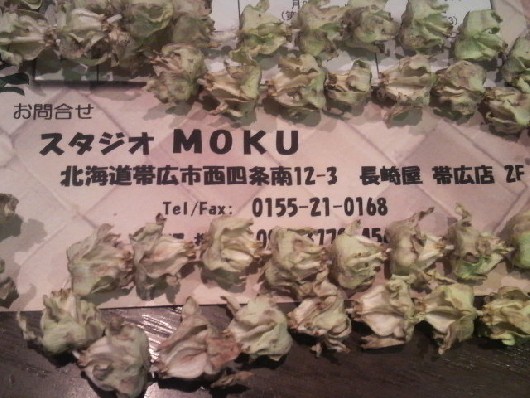 お問合せ
スタジオ MOKU
北海道帯広市西四条南12-3 長崎屋 帯広店 2F
Tel/Fax: 0155-21-0168